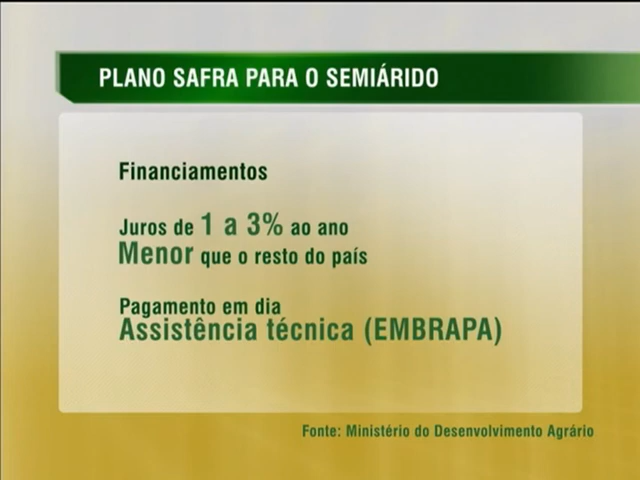 PLANO SAFRA PARA O SEMIÁRIDO
Financiamentos
Juros de 1 a 3% ao ano
Menor que o resto do país
Pagamento em dia
Assistência técnica (EMBRAPA)
Fonte: Ministério do Desenvolvimento Agrário